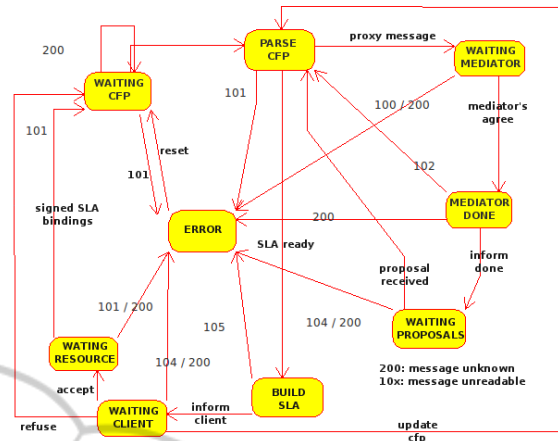 200
PARSE
CFP
proxy message
WAITING
MEDIATOR
WAITING
CFP
101
100 / 200
mediator's
agree
101
reset
101
102
signed SLA
bindings
MEDIATOR
DONE
ERROR
200
SLA ready
inform
done
proposal
received
101 / 200
105
104 / 200
WAITING
PROPOSALS
WATING
RESOURCE
104 / 200
200: message unknown
10x: message unreadable
accept
BUILD
SLA
WAITING
CLIENT
inform
client
refuse
update
cfp